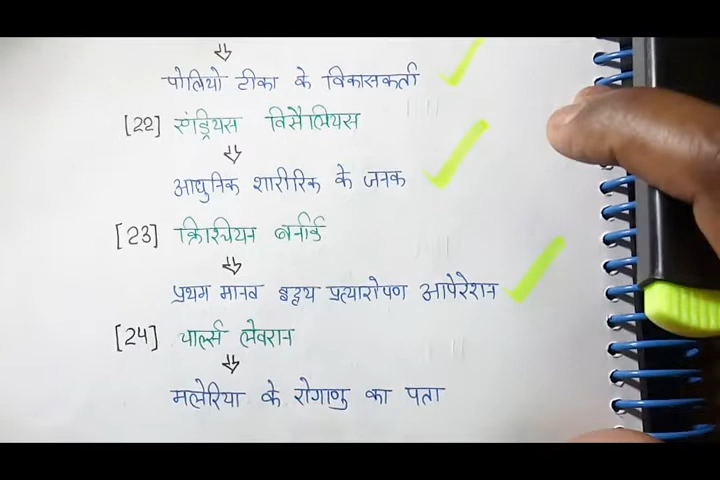 पोलियो टीका के विकासकर्ता
[22] एंड्रियस विसैलियस
आधुनिक शारीरिक के जनक
[23] क्रिश्चियन बर्नार्ड
प्रथम मानव हृदय प्रत्यारोपण आपेरेशन
[24] चार्ल्स लेवरान
मलेरिया के रोगाणु का पता